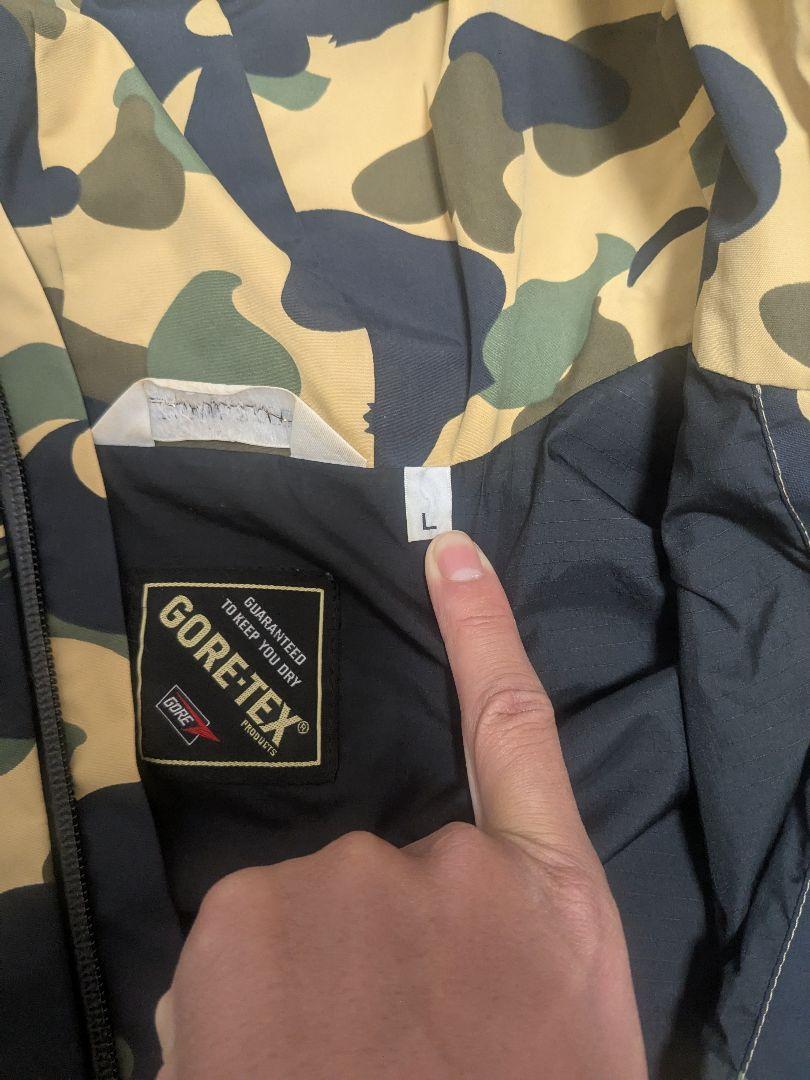 L
GUARANTEED
TO KEEP YOU DRY
GORE-TEX®
PRODUCTS
GORE